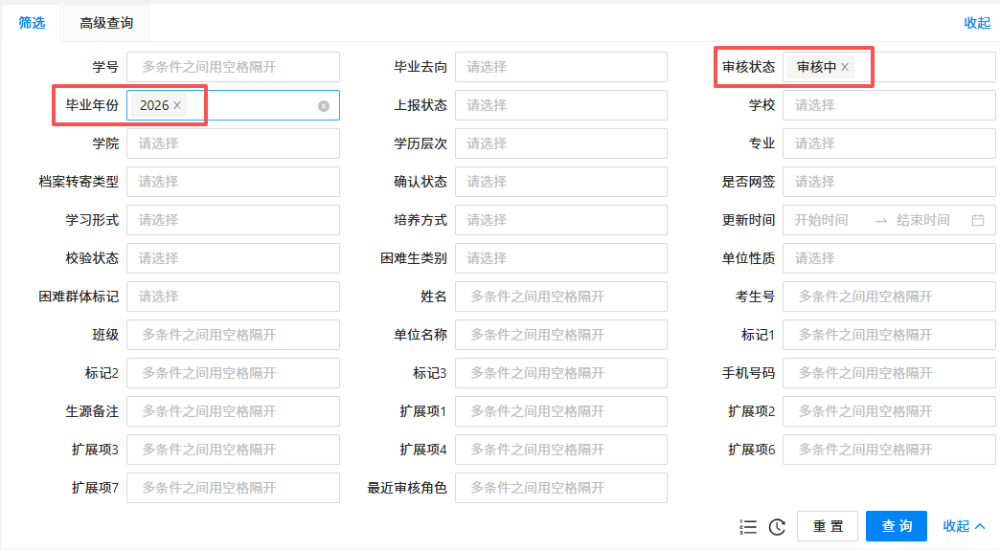 筛选 高级查询 收起
学号 多条件之间用空格隔开 毕业去向 请选择 审核状态 审核中 ×
毕业年份 2026 × 上报状态 请选择 学校 请选择
学院 请选择 学历层次 请选择 专业 请选择
档案转寄类型 请选择 确认状态 请选择 是否网签 请选择
学习形式 请选择 培养方式 请选择 更新时间 开始时间 → 结束时间
校验状态 请选择 困难生类别 请选择 单位性质 请选择
困难群体标记 请选择 姓名 多条件之间用空格隔开 考生号 多条件之间用空格隔开
班级 多条件之间用空格隔开 单位名称 多条件之间用空格隔开 标记1 多条件之间用空格隔开
标记2 多条件之间用空格隔开 标记3 多条件之间用空格隔开 手机号码 多条件之间用空格隔开
生源备注 多条件之间用空格隔开 扩展项1 多条件之间用空格隔开 扩展项2 多条件之间用空格隔开
扩展项3 多条件之间用空格隔开 扩展项4 多条件之间用空格隔开 扩展项6 多条件之间用空格隔开
扩展项7 多条件之间用空格隔开 最近审核角色 多条件之间用空格隔开
重置 查询 收起